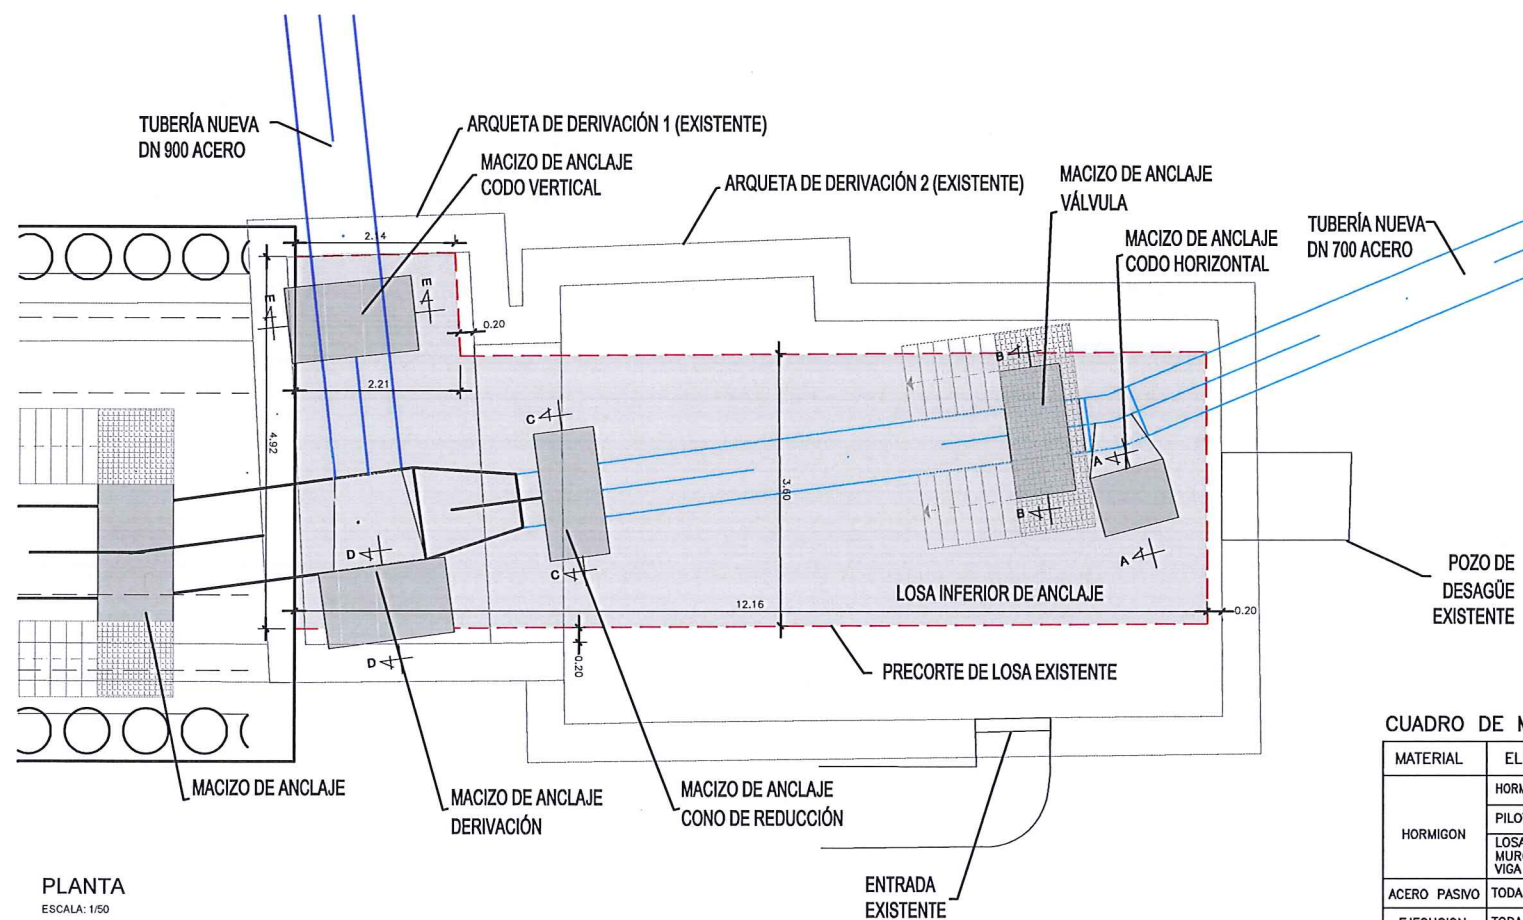 TUBERÍA NUEVA
DN 900 ACERO
ARQUETA DE DERIVACIÓN 1 (EXISTENTE)
MACIZO DE ANCLAJE
CODO VERTICAL
ARQUETA DE DERIVACIÓN 2 (EXISTENTE)
MACIZO DE ANCLAJE
VÁLVULA
MACIZO DE ANCLAJE
CODO HORIZONTAL
TUBERÍA NUEVA
DN 700 ACERO
2.14
E
E
0.20
2.21
4.92
B
C
3.60
A
B
D
C
A
LOSA INFERIOR DE ANCLAJE
12.16
0.20
D
0.20
POZO DE
DESAGÜE
EXISTENTE
PRECORTE DE LOSA EXISTENTE
MACIZO DE ANCLAJE
MACIZO DE ANCLAJE
DERIVACIÓN
MACIZO DE ANCLAJE
CONO DE REDUCCIÓN
ENTRADA
EXISTENTE
PLANTA
ESCALA: 1/50
CUADRO DE
MATERIAL
HORMIGON
LOSA
VIGA
ACERO PASIVO